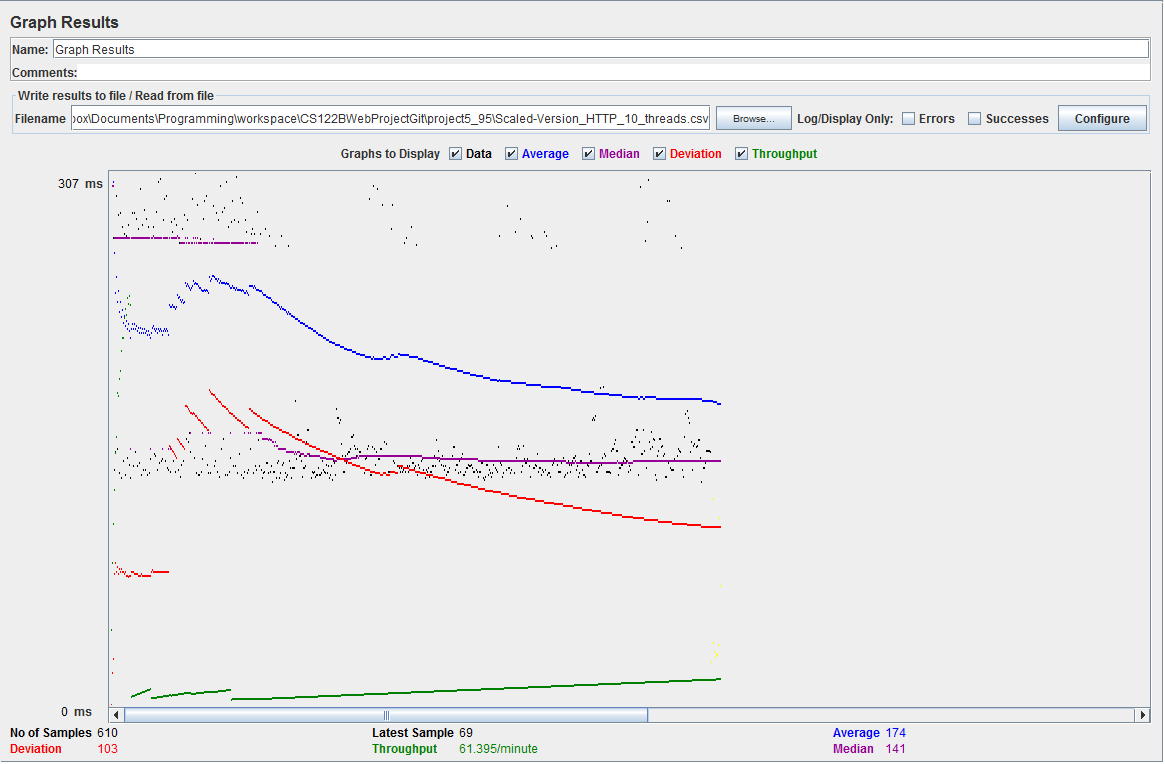 Graph Results
Name: Graph Results
Comments:
Write results to file / Read from file
Filename ox\Documents\Programming\workspace\CS122BWebProjectGit\project5_95\Scaled-Version_HTTP_10_threads.csv Browse... Log/Display Only: Errors Successes Configure
Graphs to Display Data Average Median Deviation Throughput
307 ms
0 ms
No of Samples 610 Latest Sample 69 Average 174
Deviation 103 Throughput 61.395/minute Median 141